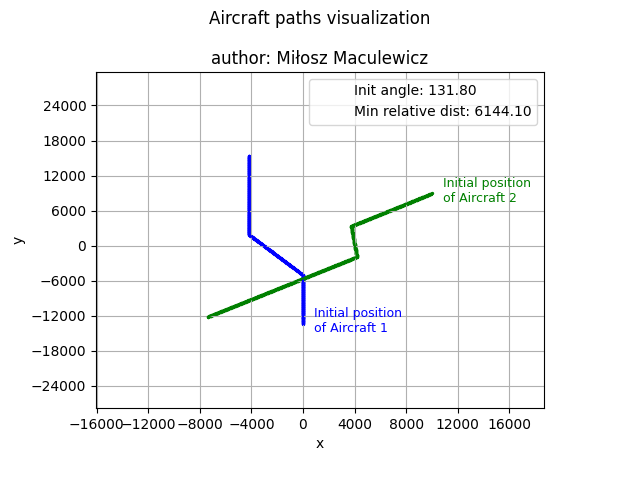 Aircraft paths visualization
author: Miłosz Maculewicz
Init angle: 131.80
Min relative dist: 6144.10
24000
18000
12000
6000
0
−6000
−12000
−18000
−24000
y
Initial position
of Aircraft 2
Initial position
of Aircraft 1
−16000 −12000 −8000 −4000 0 4000 8000 12000 16000
x